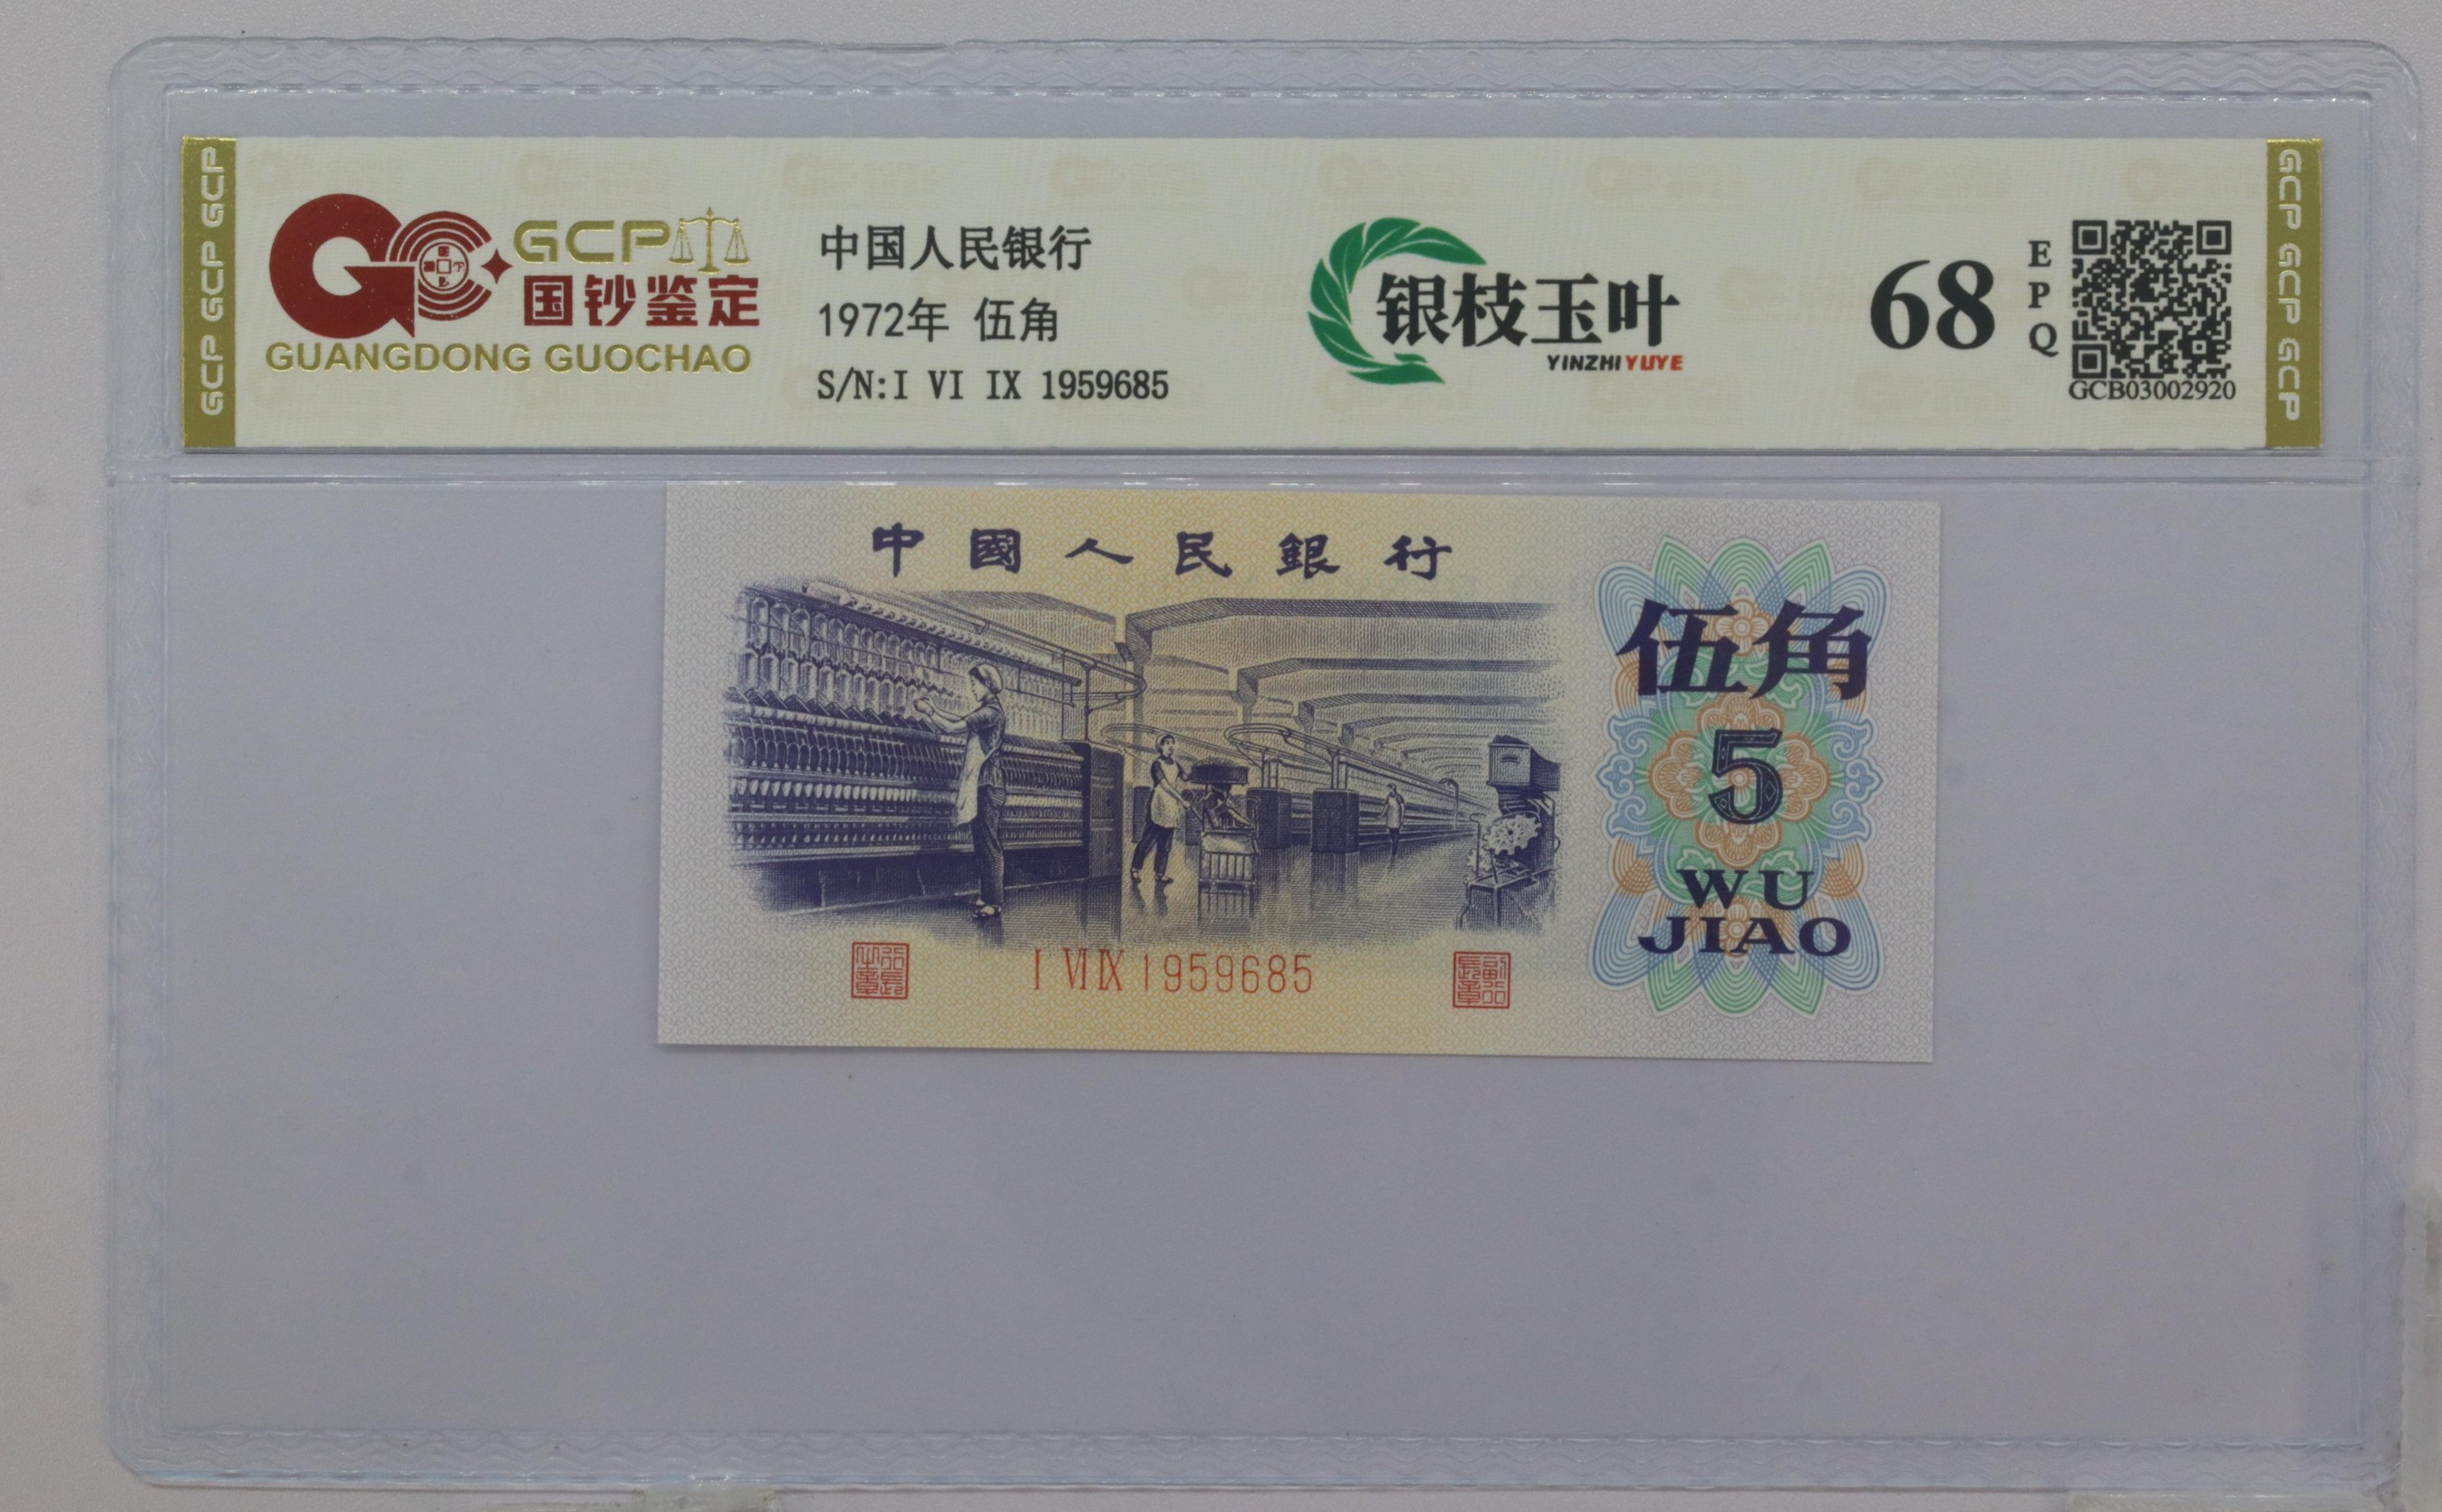 GCP GCP GCP
GCP
国钞鉴定
GUANGDONG GUOCHAO
中国人民银行
1972年 伍角
S/N:I VI IX 1959685
银枝玉叶
YINZHI YUYE
68
EPQ
GCB03002920
GCP GCP GCP
中國人民銀行
伍角
5
WU
JIAO
I VI IX 1959685